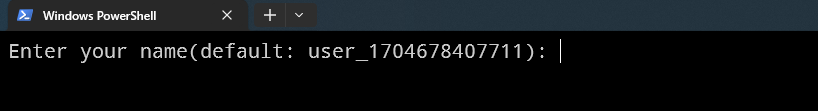 Windows PowerShell
Enter your name(default: user_1704678407711):